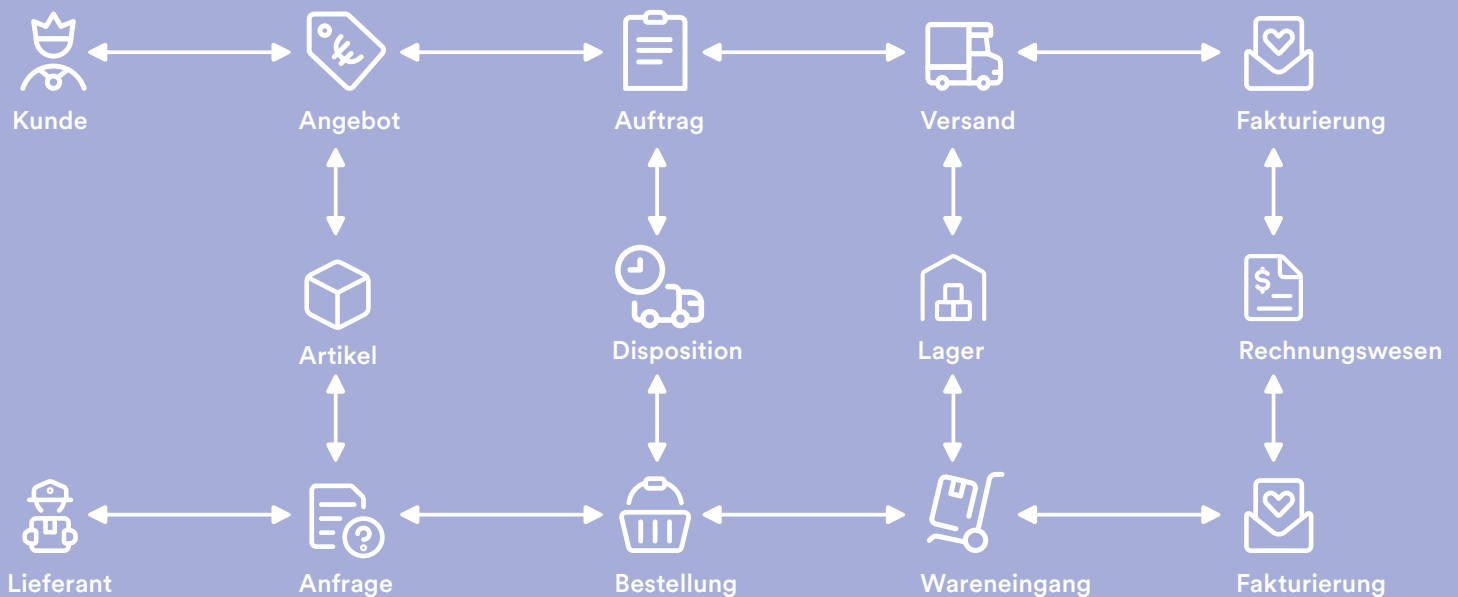 Kunde
Angebot
Auftrag
Versand
Fakturierung
Artikel
Disposition
Lager
$
Rechnungswesen
?
Lieferant
Anfrage
Bestellung
Wareneingang
Fakturierung